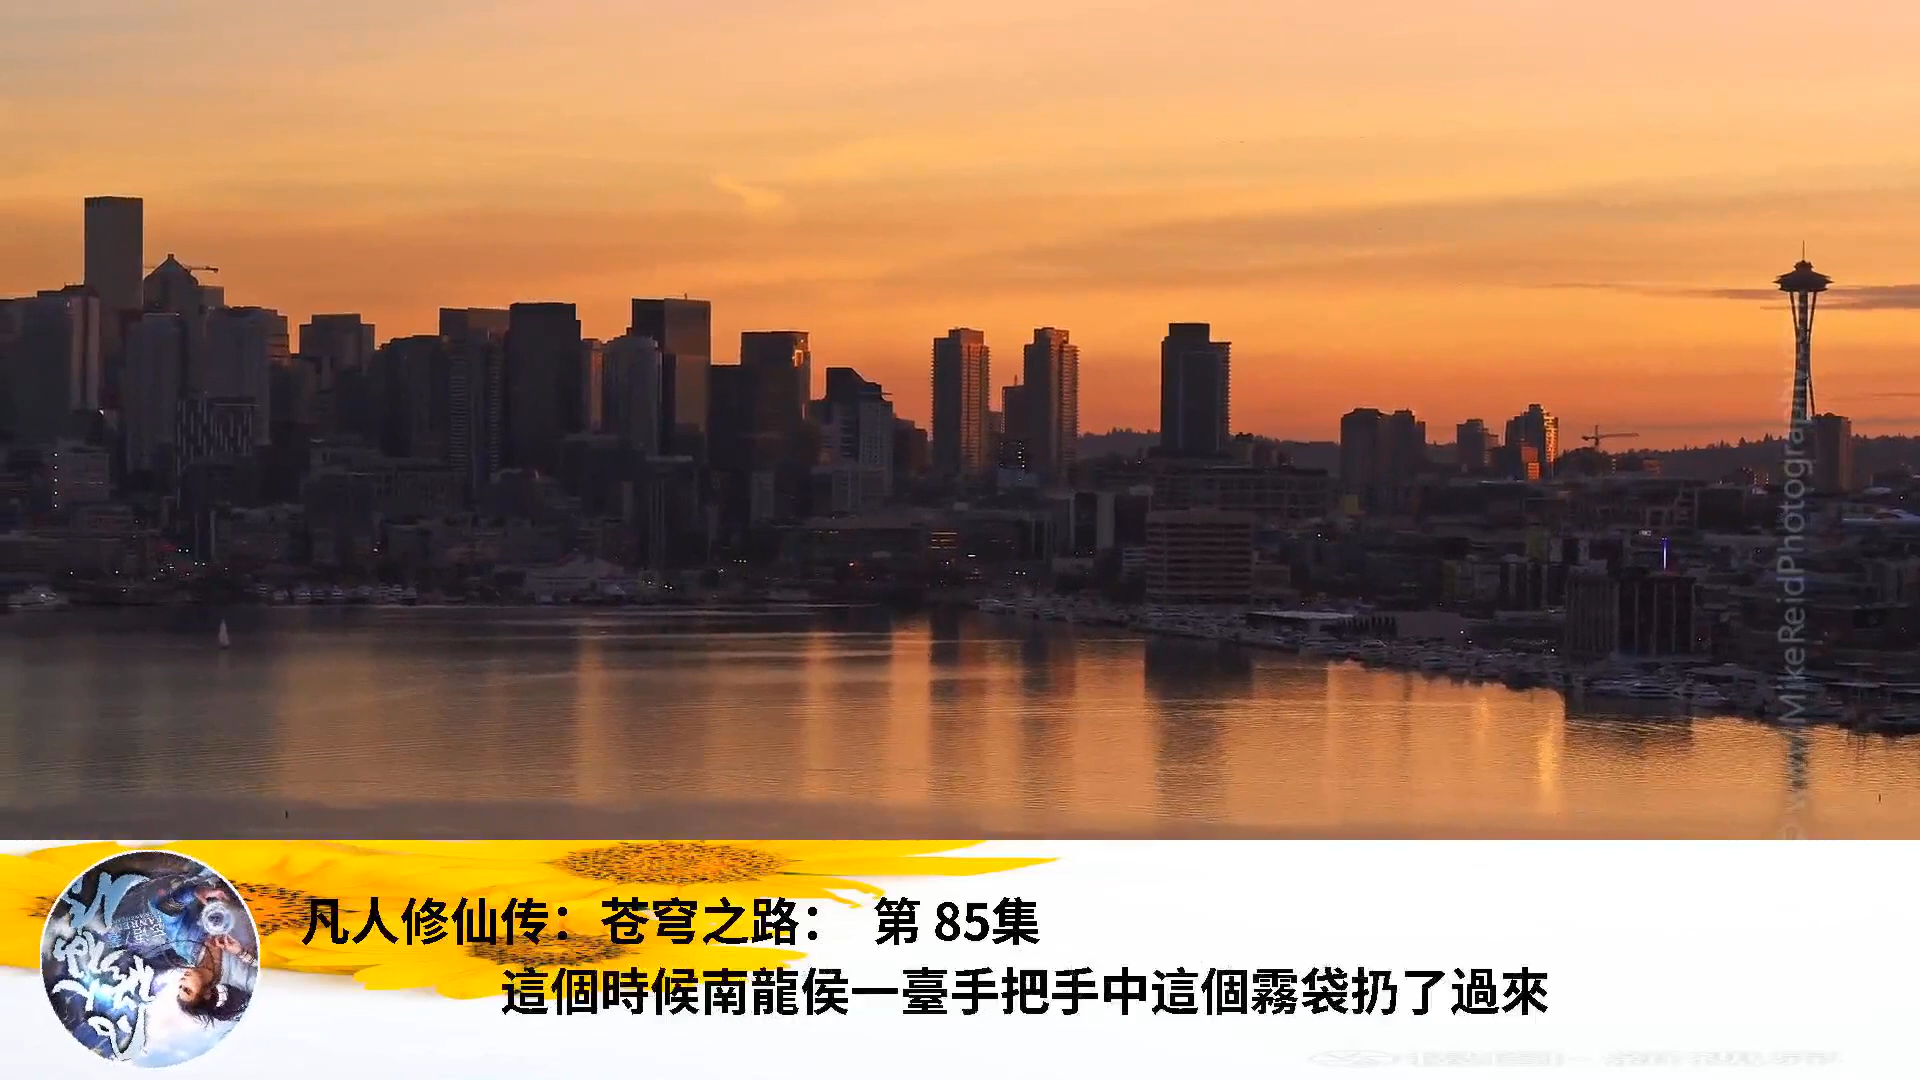 www.MikeReidPhotography
凡人修仙传：苍穹之路： 第 85集
這個時候南龍侯一臺手把手中這個霧袋扔了過來